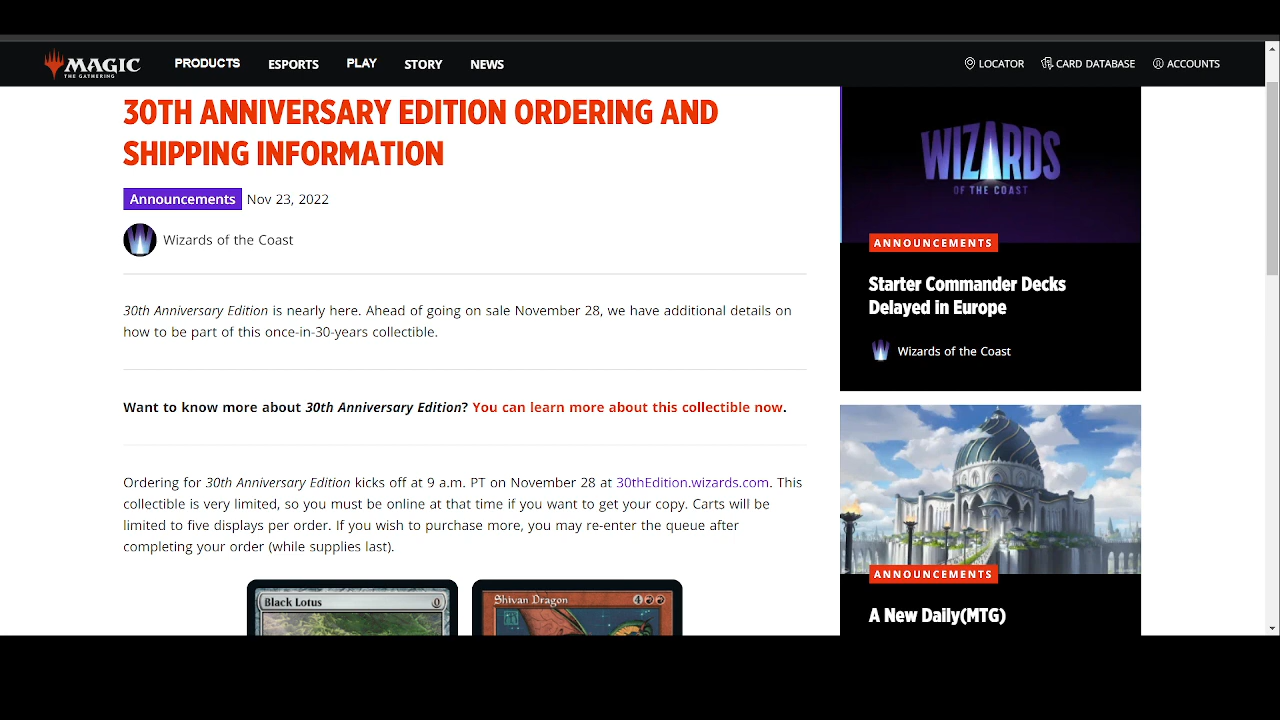 MAGIC
THE GATHERING
PRODUCTS
ESPORTS
PLAY
STORY
NEWS
LOCATOR
CARD DATABASE
ACCOUNTS
30TH ANNIVERSARY EDITION ORDERING AND
SHIPPING INFORMATION
Announcements Nov 23, 2022
Wizards of the Coast
30th Anniversary Edition is nearly here. Ahead of going on sale November 28, we have additional details on
how to be part of this once-in-30-years collectible.
Want to know more about 30th Anniversary Edition? You can learn more about this collectible now.
Ordering for 30th Anniversary Edition kicks off at 9 a.m. PT on November 28 at 30thEdition.wizards.com. This
collectible is very limited, so you must be online at that time if you want to get your copy. Carts will be
limited to five displays per order. If you wish to purchase more, you may re-enter the queue after
completing your order (while supplies last).
Black Lotus 0
Shivan Dragon 4
WIZARDS
OF THE COAST
ANNOUNCEMENTS
Starter Commander Decks
Delayed in Europe
Wizards of the Coast
ANNOUNCEMENTS
A New Daily(MTG)